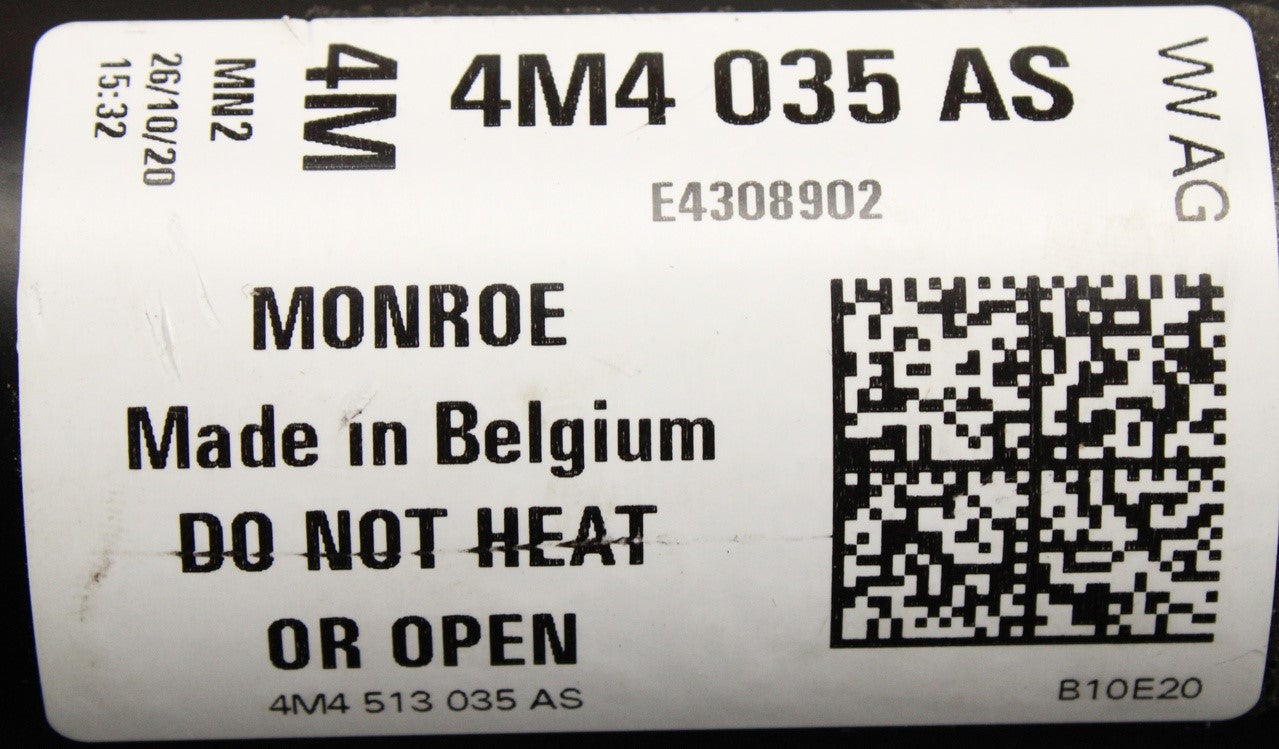 4M4 035 AS
4M
MN2
26/10/20
15:32
VW AG
E4308902
MONROE
Made in Belgium
DO NOT HEAT
OR OPEN
4M4 513 035 AS
B10E20